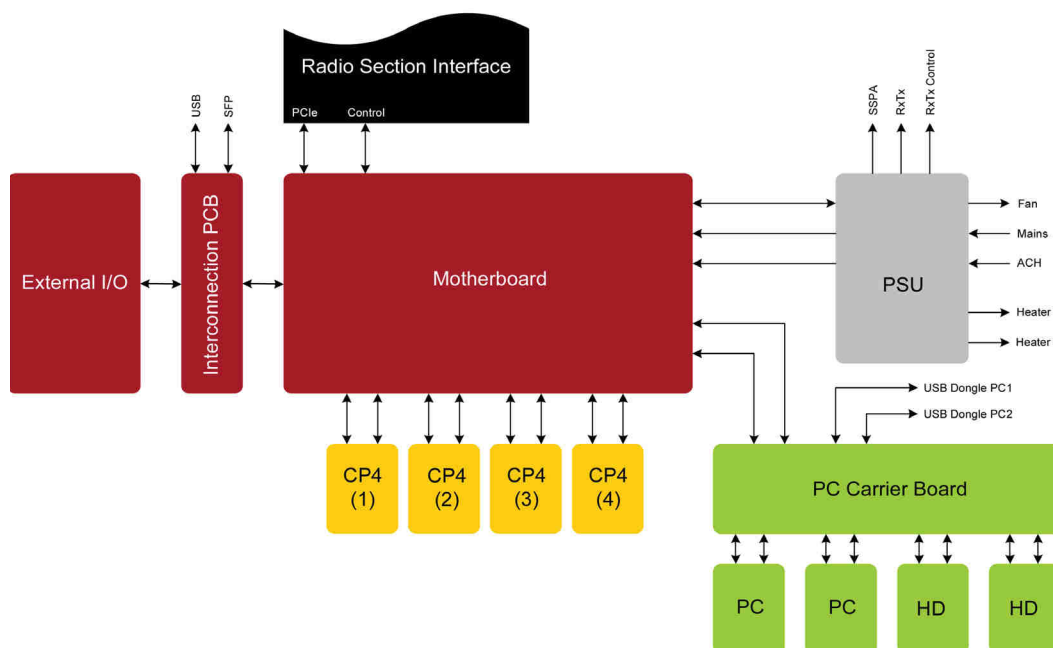 Radio Section Interface
PCIe
Control
USB
SFP
SSPA
RxTx
RxTx Control
External I/O
Interconnection PCB
Motherboard
PSU
Fan
Mains
ACH
Heater
Heater
USB Dongle PC1
USB Dongle PC2
CP4
(1)
CP4
(2)
CP4
(3)
CP4
(4)
PC Carrier Board
PC
PC
HD
HD